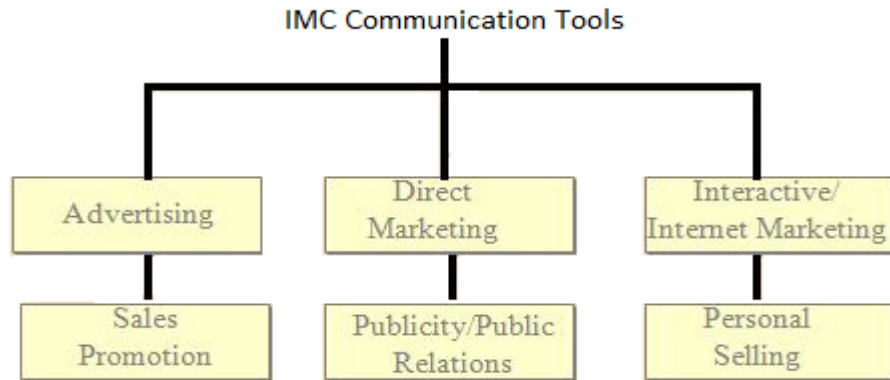 IMC Communication Tools
Advertising
Direct
Marketing
Interactive/
Internet Marketing
Sales
Promotion
Publicity/Public
Relations
Personal
Selling